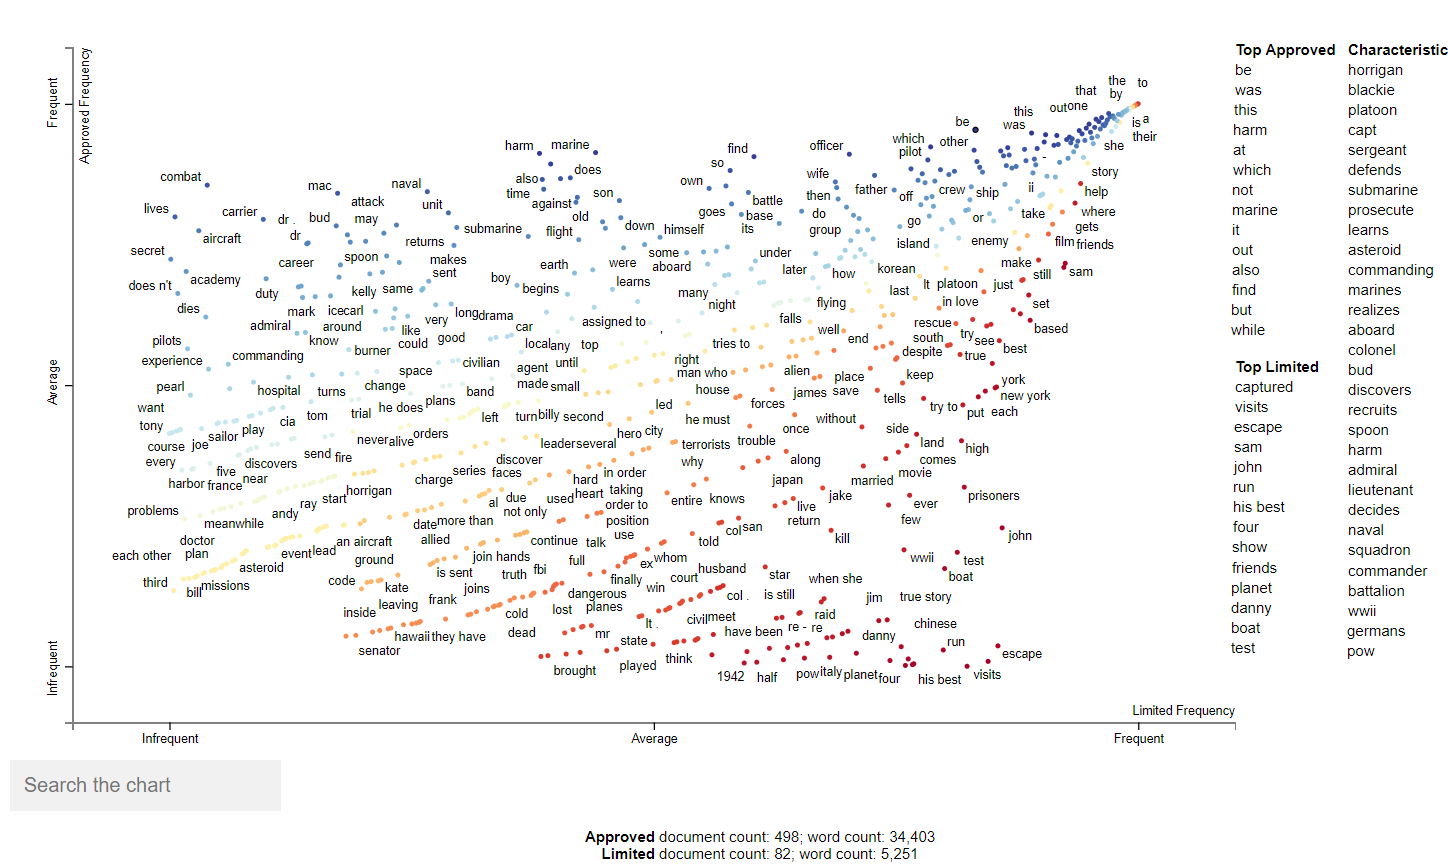 Frequent
Approved Frequency
Average
Infrequent
the
to
that
by
this
out
one
be
was
is
a
their
which
other
she
pilot
-
officer
find
harm
marine
so
does
story
wife
also
own
combat
mac
naval
time
son
father
off
crew
ship
ii
help
attack
then
battle
against
unit
lives
carrier
dr .
bud
may
old
goes
base
do
go
or
take
where
submarine
down
its
group
gets
aircraft
dr
flight
himself
island
enemy
film
friends
returns
secret
career
spoon
makes
some
under
make
sam
earth
were
aboard
sent
later
how
korean
still
does n't
academy
boy
learns
duty
kelly
same
begins
many
last
lt
platoon
just
dies
mark
icecarl
night
flying
in love
set
very
long
drama
admiral
around
like
car
assigned to
'
falls
well
rescue
based
know
could
good
local
any
top
tries to
end
south
try
see
pilots
burner
best
experience
commanding
civilian
until
right
despite
true
space
agent
man who
alien
place
keep
pearl
hospital
turns
change
band
made
small
house
james
save
york
new york
want
tony
cia
tom
trial
he does
plans
left
turn
billy
second
led
forces
tells
try to
put
each
he must
without
course
joe
sailor
play
never
alive
orders
leader
several
hero
city
once
side
every
five
discovers
send
fire
terrorists
trouble
land
comes
high
harbor
france
near
series
discover
faces
why
along
movie
charge
hard
in order
married
horrigan
japan
problems
ray
start
al
due
used
heart
taking
entire
knows
jake
prisoners
andy
not only
order to
live
ever
meanwhile
date
more than
position
col
san
return
few
doctor
an aircraft
allied
continue
talk
use
told
kill
john
each other
plan
event
lead
ground
join hands
full
ex
whom
wwii
test
asteroid
is sent
truth
fbi
husband
star
boat
third
bill
missions
code
kate
joins
finally
win
court
when she
inside
leaving
frank
dangerous
planes
col .
is still
jim
true story
cold
lost
lt .
civil
meet
raid
chinese
hawaii
they have
dead
mr
state
have been
re - re
danny
run
senator
brought
played
think
escape
1942
half
pow
italy
planet
four
his best
visits
Limited Frequency
Infrequent
Average
Frequent
Top Approved
be
was
this
harm
at
which
not
marine
it
out
also
find
but
while
Top Limited
captured
visits
escape
sam
john
run
his best
four
show
friends
planet
danny
boat
test
Characteristic
horrigan
blackie
platoon
capt
sergeant
defends
submarine
prosecute
learns
asteroid
commanding
marines
realizes
aboard
colonel
bud
discovers
recruits
spoon
harm
admiral
lieutenant
decides
naval
squadron
commander
battalion
wwii
germans
pow
Search the chart
Approved document count: 498; word count: 34,403
Limited document count: 82; word count: 5,251